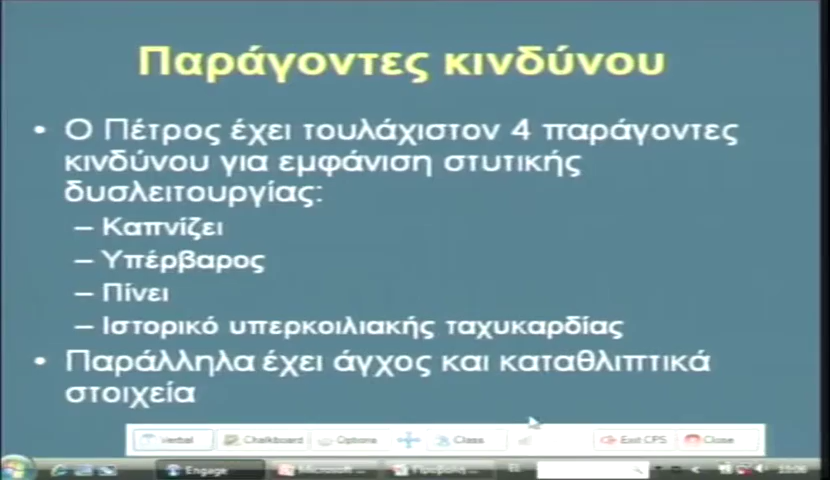 Παράγοντες κινδύνου
• Ο Πέτρος έχει τουλάχιστον 4 παράγοντες
κινδύνου για εμφάνιση στυτικής
δυσλειτουργίας:
– Καπνίζει
– Υπέρβαρος
– Πίνει
– Ιστορικό υπερκοιλιακής ταχυκαρδίας
• Παράλληλα έχει άγχος και καταθλιπτικά
στοιχεία
Verbal Chalkboard Options Class Exit CPS Close
Engage Microsoft ... Προβολή ... EL